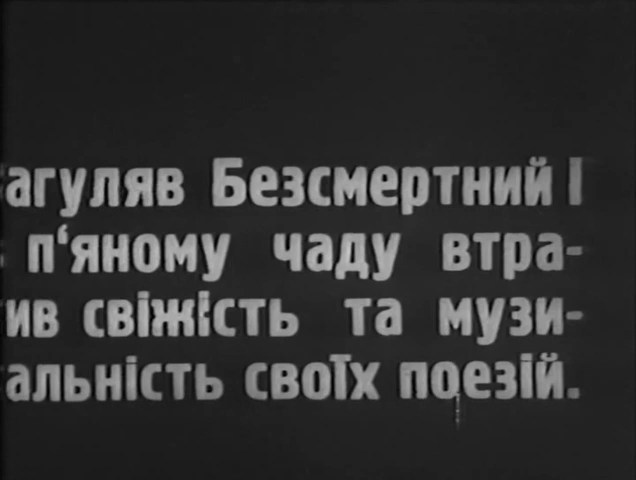 агуляв Безсмертний І
п‘яному чаду втра-
ив свіжість та музи-
альність своїх поезій.